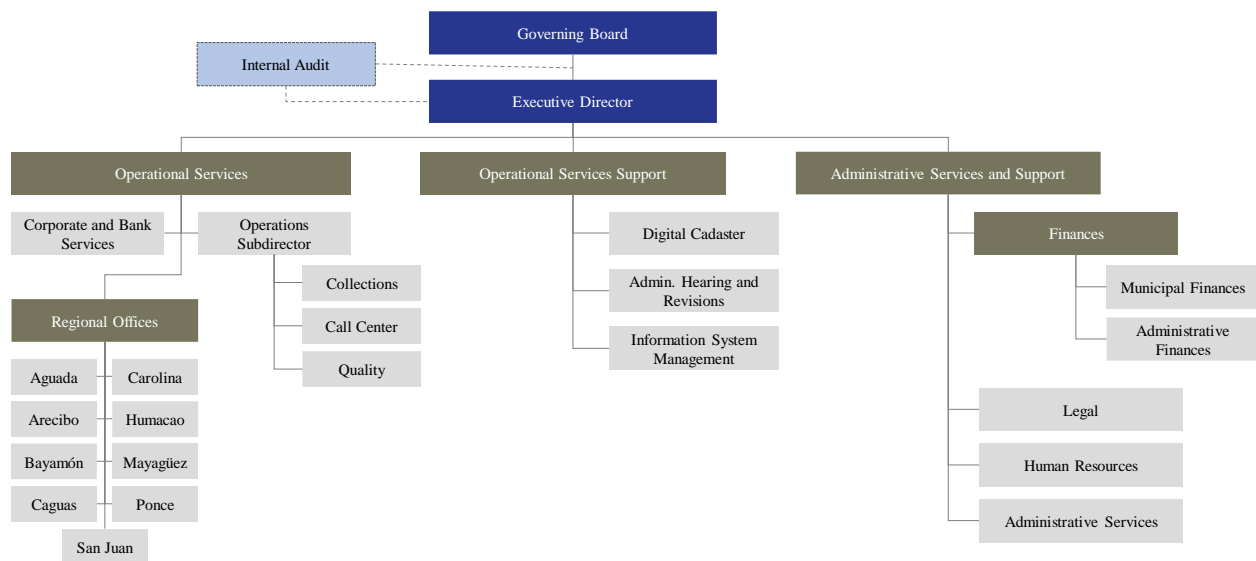 Governing Board
Internal Audit
Executive Director
Operational Services
Operational Services Support
Administrative Services and Support
Corporate and Bank
Services
Operations
Subdirector
Collections
Call Center
Quality
Regional Offices
Aguada
Carolina
Arecibo
Humacao
Bayamón
Mayagüez
Caguas
Ponce
San Juan
Digital Cadaster
Admin. Hearing and
Revisions
Information System
Management
Finances
Municipal Finances
Administrative
Finances
Legal
Human Resources
Administrative Services